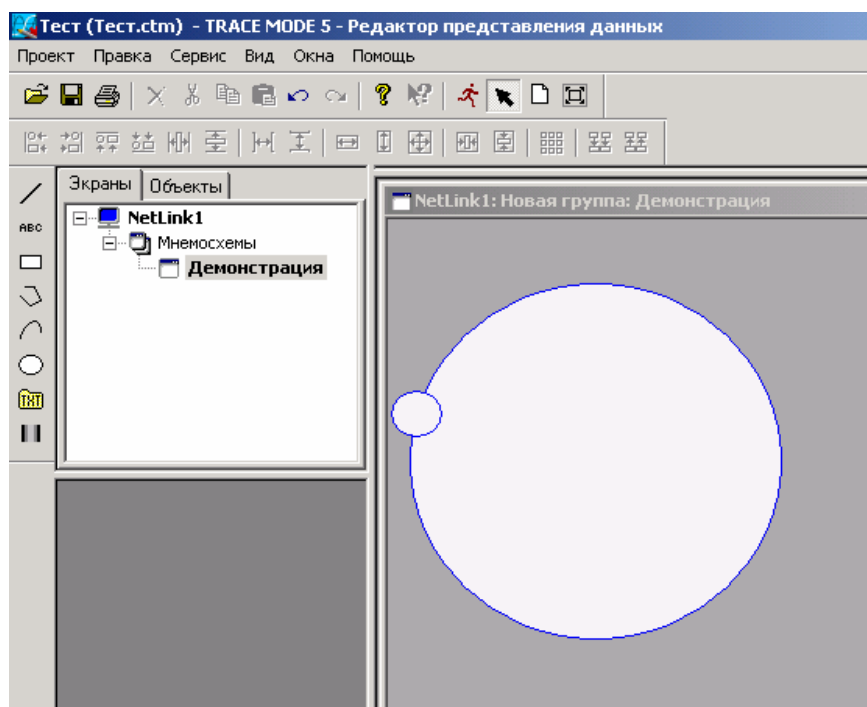 Тест (Тест.ctm) - TRACE MODE 5 - Редактор представления данных
Проект Правка Сервис Вид Окна Помощь
Экраны Объекты
ABC
NetLink1
Мнемосхемы
Демонстрация
TXT
NetLink1: Новая группа: Демонстрация